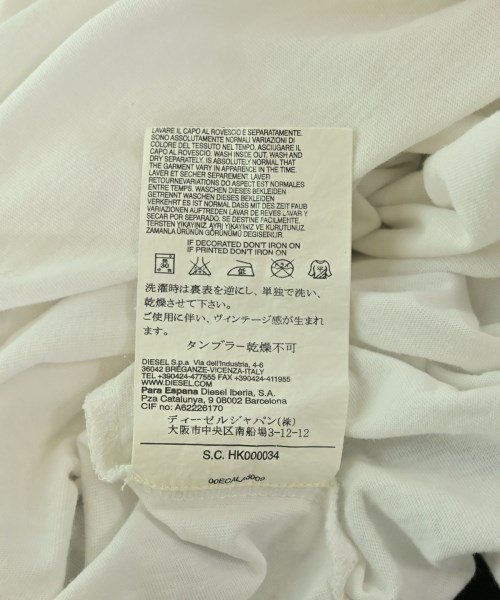 LAVARE IL CAPO AL ROVESCIO E SEPARATAMENTE.
SONO ASSOLUTAMENTE NORMALI VARIAZIONI DI
COLORE DEL TESSUTO NEL TEMPO. ASCIUGARE IL
CAPO AL ROVESCIO. WASH INSIDE OUT, WASH AND
DRY SEPARATELY, IS ABSOLUTELY NORMAL THAT
THE GARMENT VARY IN APPARENCE IN THE TIME.
LAVER ET SECHER SEPAREMENT. LAVER
RETOURNEVARIATIONS DO ASPECT EST NORMALES
ENTRE TEMPS. WASCHEN DIESES BEKLEIDEN
GETRENNT WASCHEN DIESES BEKLEIDEN
VERKEHRT ES IST NORMAL DASS MIT DES ZEIT FAUB
VARIAZIONEN AUFTREDEN LAVAR DE REVES LAVAR Y
SECAR POR SEPARADO. SE DESTINE FACILMENTE.
TERSTEN YIKAYINIZ. AYRI YIKAYINIZ VE KURUTUNUZ.
ZAMANLA ÜRÜNÜN GÖRÜNÜMÜ DEGISEBILIR.
IF DECORATED DON'T IRON ON
IF PRINTED DON'T IRON ON
洗濯時は裏表を逆にし、単独で洗い、
乾燥させて下さい。
ご使用に伴い、ヴィンテージ感が生まれ
ます。
タンブラー乾燥不可
DIESEL S.p.a Via dell'Industria, 4-6
36042 BREGANZE-VICENZA-ITALY
TEL +390424-477555 FAX +390424-411955
WWW.DIESEL.COM
Para Espana Diesel Iberia, S.A.
Pza Catalunya, 9 08002 Barcelona
CIF no: A62226170
ディーゼルジャパン(株)
大阪市中央区南船場3-12-12
S.C. HK000034